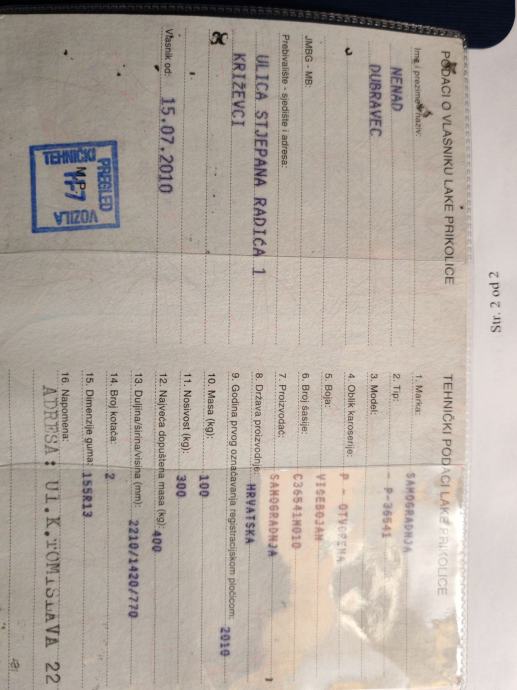 Str. 2 od 2
PODACI O VLASNIKU LAKE PRIKOLICE
Ime i prezime/naziv:
NENAD
DUBRAVEC
JMBG - MB:
Prebivalište - sjedište i adresa:
ULICA STJEPANA RADIĆA 1
KRIŽEVCI
Vlasnik od: 15.07.2010
M.P.
TEHNIČKI PREGLED VOZILA
TEHNIČKI PODACI LAKE PRIKOLICE
1. Marka: SAMOGRADNJA
2. Tip: - P-36541
3. Model:
4. Oblik karoserije: P - OTVORENA
5. Boja: VIŠEBOJAN
6. Broj šasije: C36541M010
7. Proizvođač: SAMOGRADNJA
8. Država proizvodnje: HRVATSKA
9. Godina prvog označavanja registracijskom pločicom: 2010
10. Masa (kg): 100
11. Nosivost (kg): 300
12. Najveća dopuštena masa (kg): 400
13. Duljina/širina/visina (mm): 2210/1420/770
14. Broj kotača: 2
15. Dimenzije guma: 155R13
16. Napomena:
ADRESA: Ul.K.TOMISLAVA 22